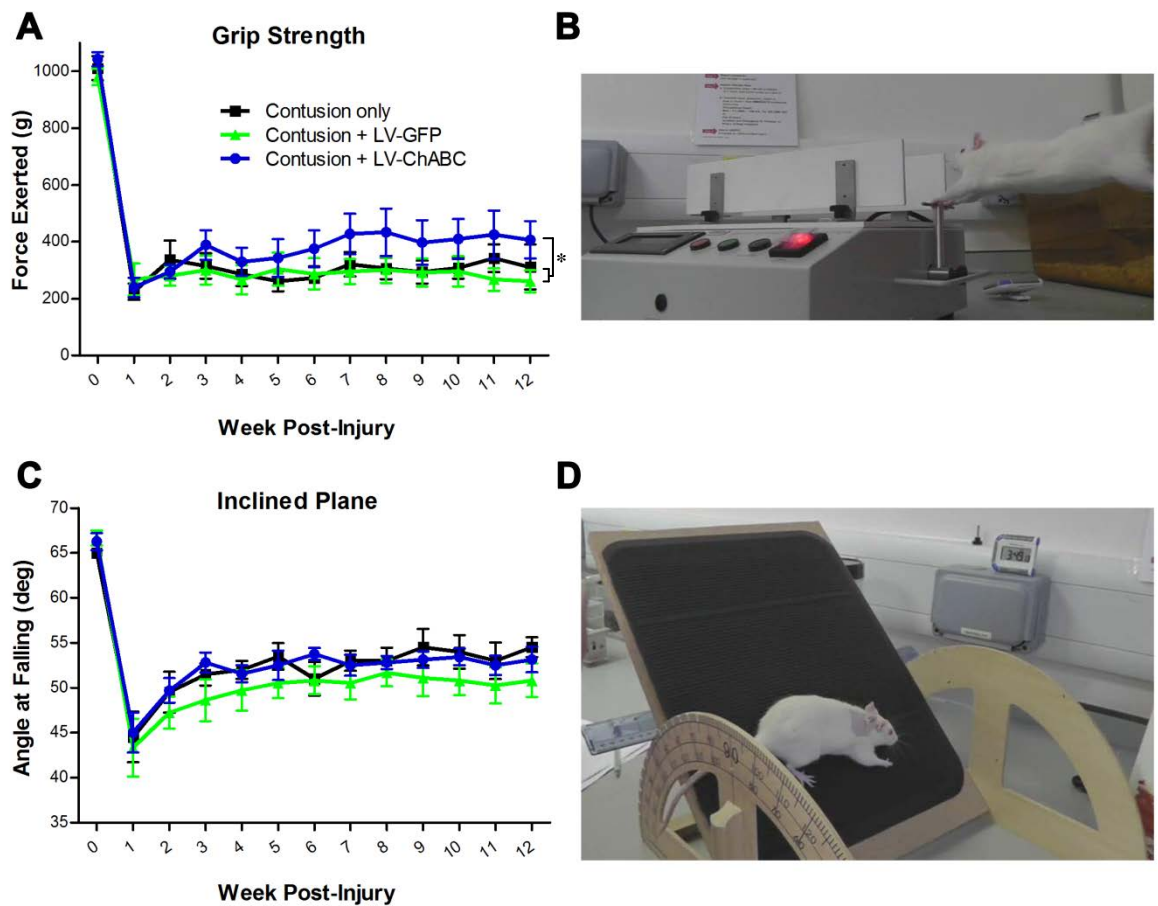 A
Grip Strength
Force Exerted (g)
1000
800
600
400
200
0
Contusion only
Contusion + LV-GFP
Contusion + LV-ChABC
*
0 1 2 3 4 5 6 7 8 9 10 11 12
Week Post-Injury
B
C
Inclined Plane
Angle at Falling (deg)
70
65
60
55
50
45
40
35
0 1 2 3 4 5 6 7 8 9 10 11 12
Week Post-Injury
D